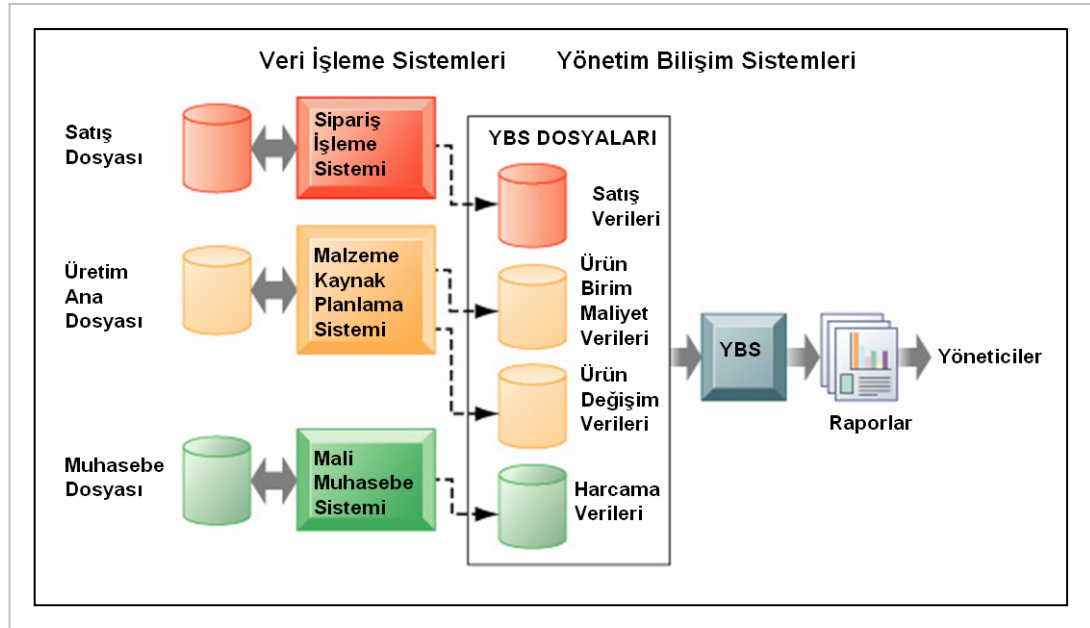 Veri İşleme Sistemleri
Yönetim Bilişim Sistemleri
Satış
Dosyası
Sipariş
İşleme
Sistemi
YBS DOSYALARI
Satış
Verileri
Üretim
Ana
Dosyası
Malzeme
Kaynak
Planlama
Sistemi
Ürün
Birim
Maliyet
Verileri
Ürün
Değişim
Verileri
YBS
Raporlar
Yöneticiler
Muhasebe
Dosyası
Mali
Muhasebe
Sistemi
Harcama
Verileri